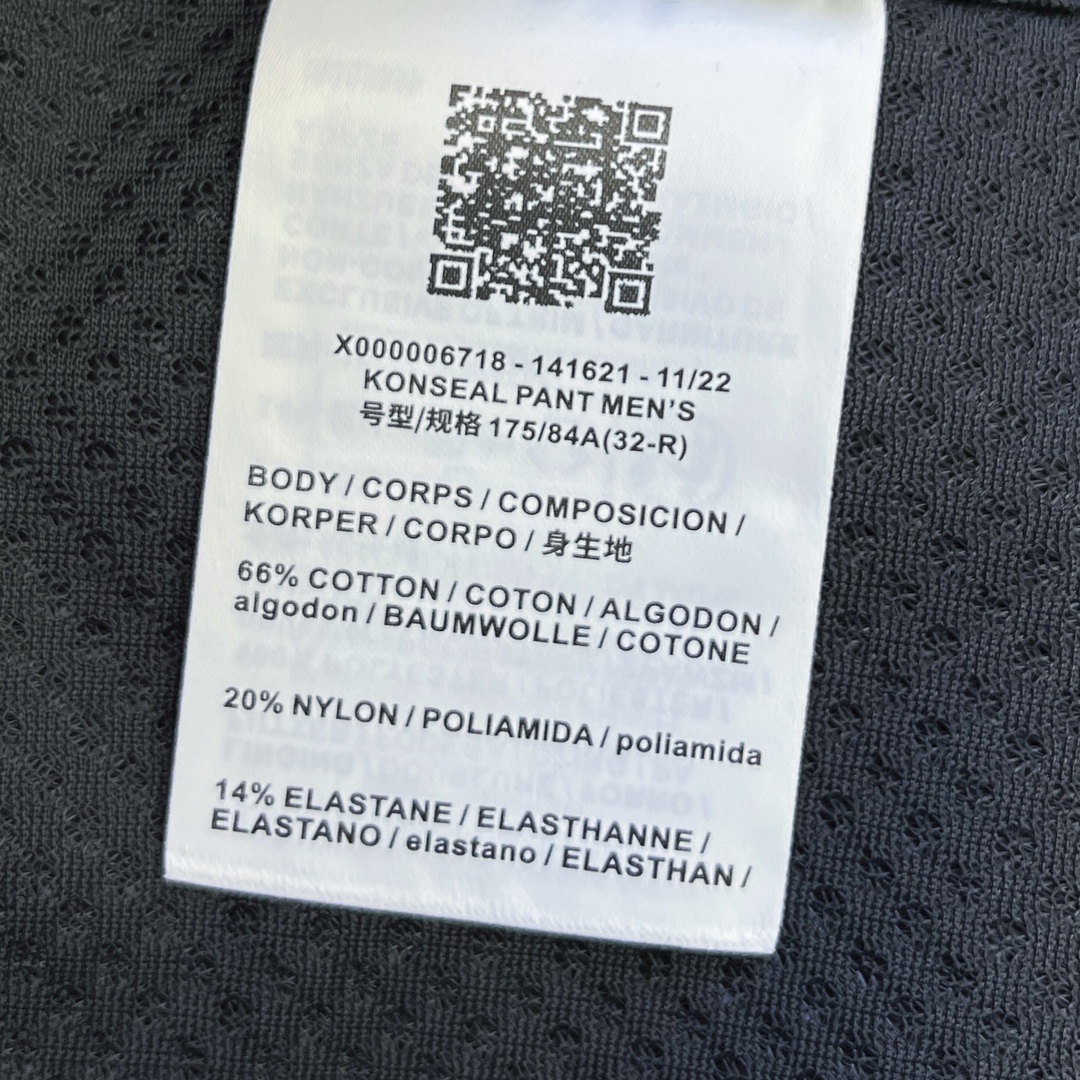 X000006718 - 141621 - 11/22
KONSEAL PANT MEN'S
号型/规格 175/84A(32-R)
BODY / CORPS / COMPOSICION /
KORPER / CORPO / 身生地
66% COTTON / COTON / ALGODON /
algodon / BAUMWOLLE / COTONE
20% NYLON / POLIAMIDA / poliamida
14% ELASTANE / ELASTHANNE /
ELASTANO / elastano / ELASTHAN /